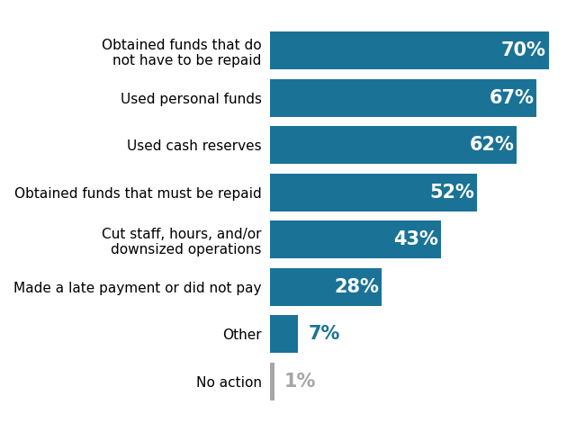 Obtained funds that do
not have to be repaid
70%
Used personal funds
67%
Used cash reserves
62%
Obtained funds that must be repaid
52%
Cut staff, hours, and/or
downsized operations
43%
Made a late payment or did not pay
28%
Other
7%
No action
1%